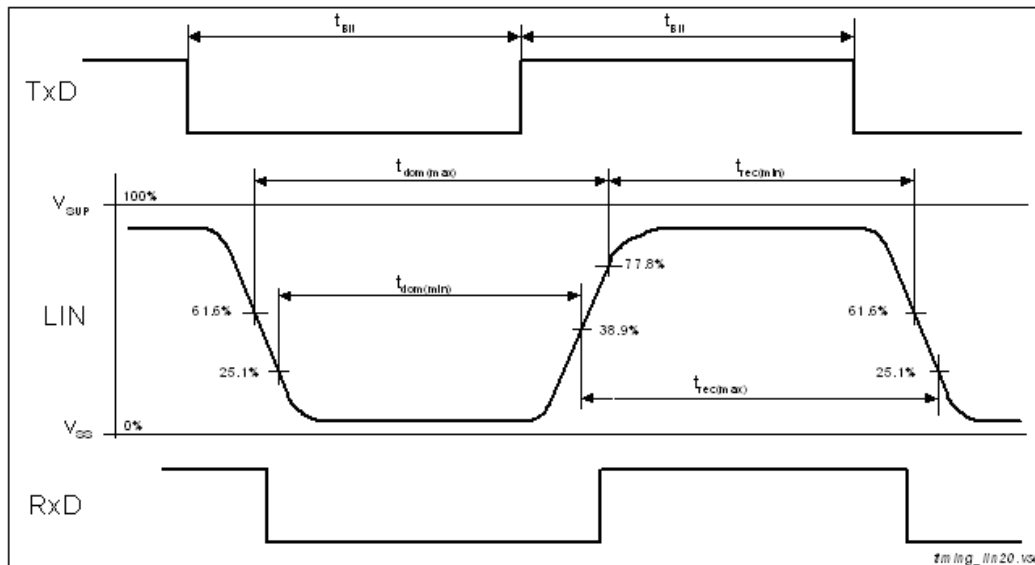 tBit
tBit
TxD
tdom(max)
trec(min)
VSUP
100%
77.8%
tdom(min)
LIN
61.6%
61.6%
38.9%
25.1%
25.1%
trec(max)
VSS
0%
RxD
timing_lin20.vsd